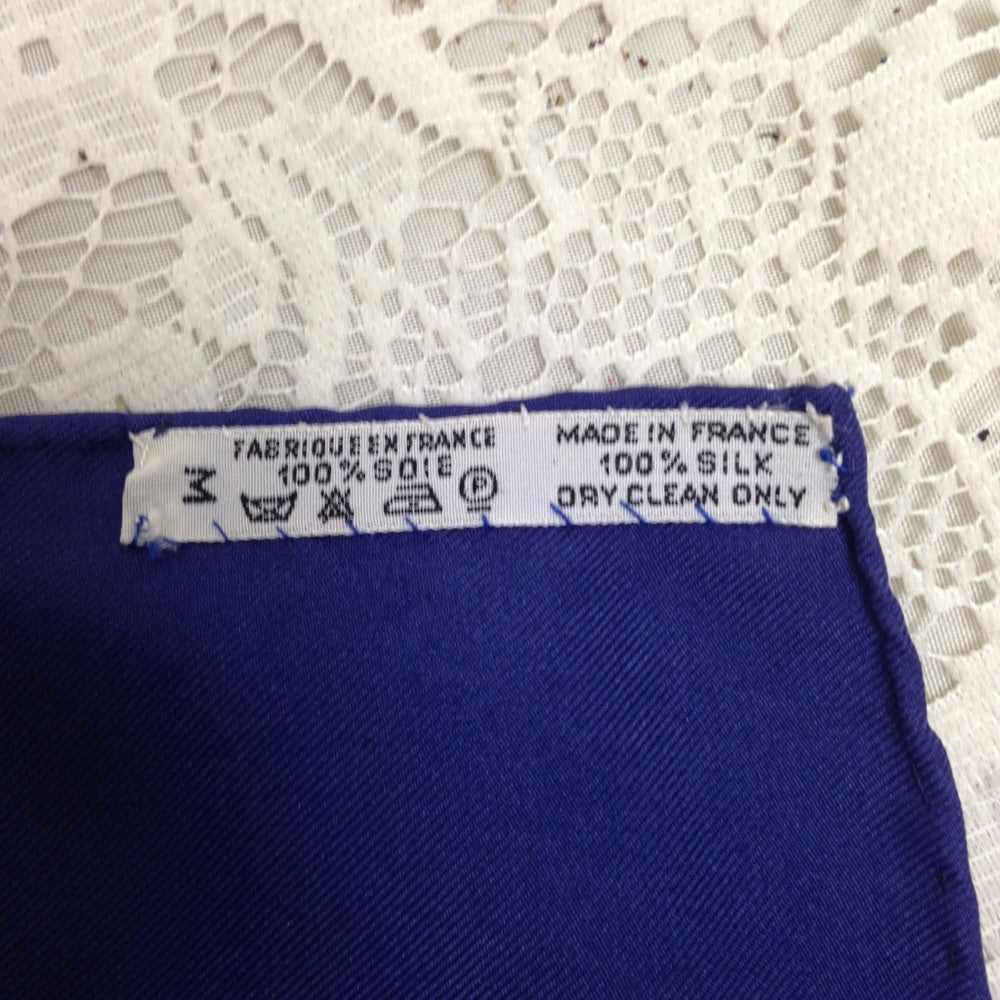 M
FABRIQUE EN FRANCE
100% SOIE
P
MADE IN FRANCE
100% SILK
DRY CLEAN ONLY